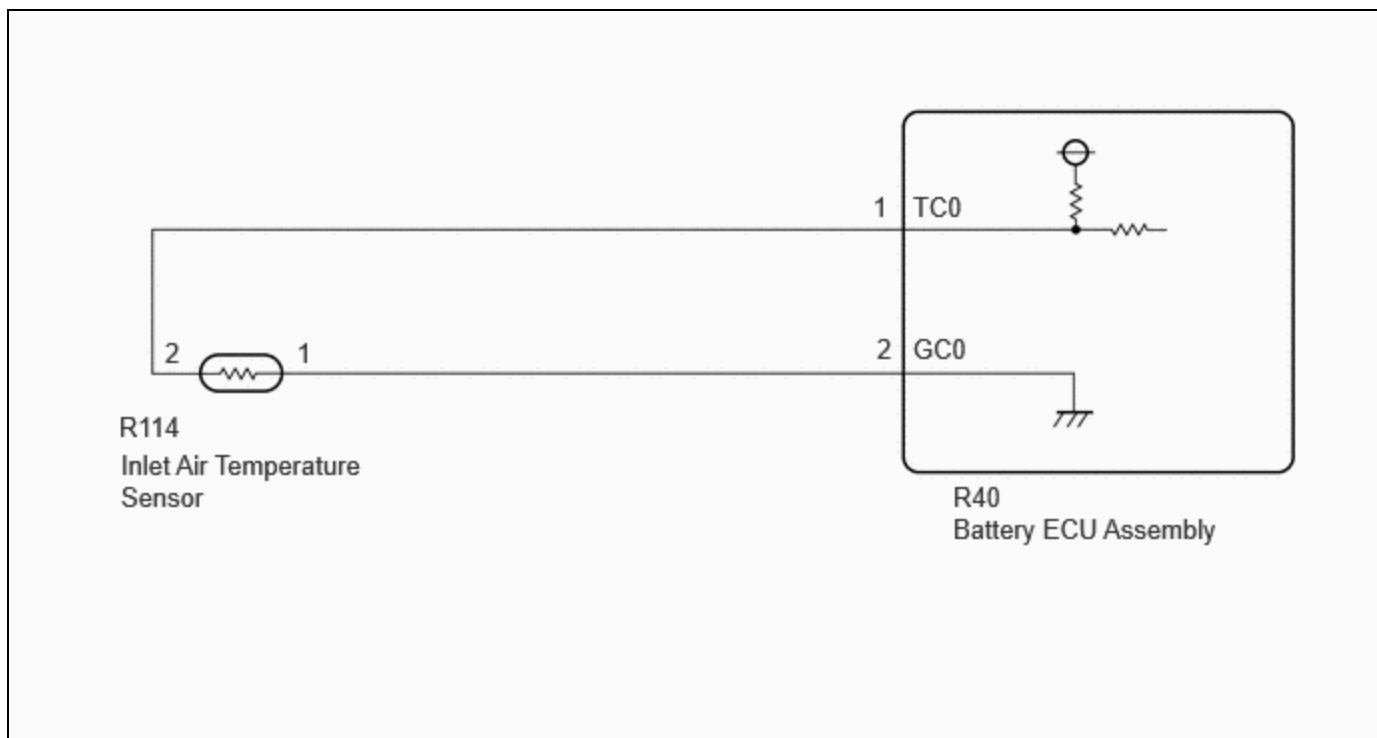 1 TC0
2 1
2 GC0
R114
Inlet Air Temperature
Sensor
R40
Battery ECU Assembly